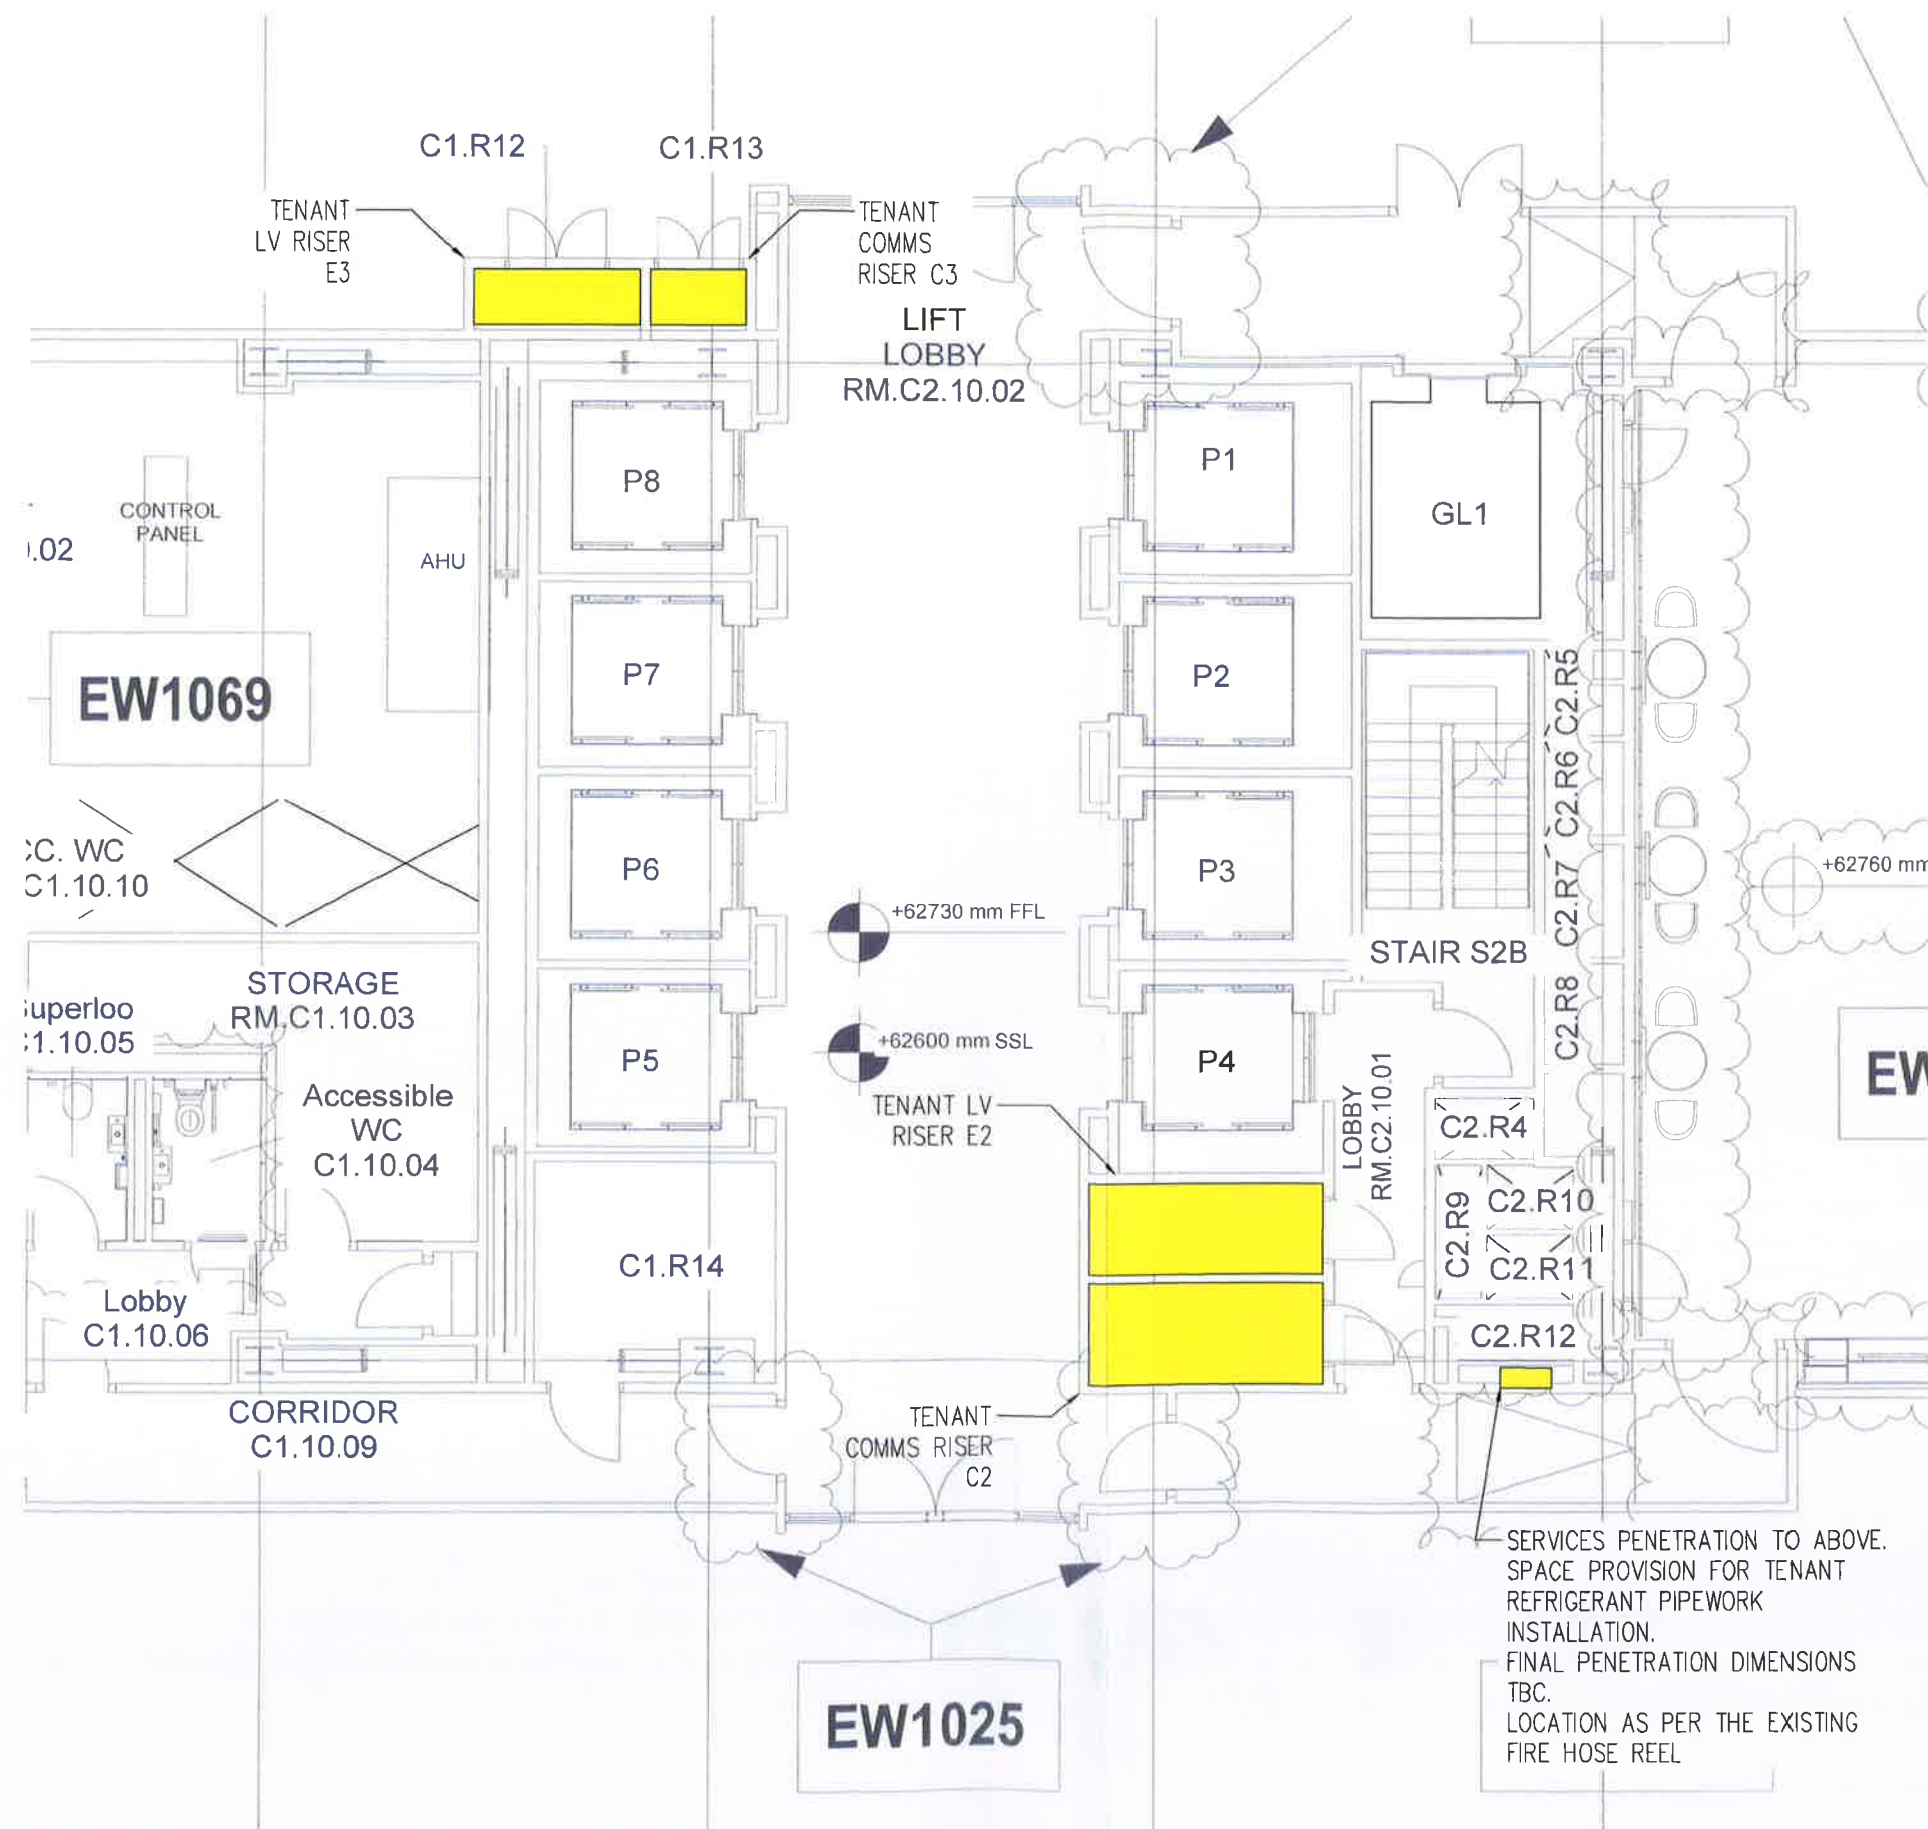 C1.R12
C1.R13
TENANT
LV RISER
E3
TENANT
COMMS
RISER C3
LIFT
LOBBY
RM.C2.10.02
CONTROL
PANEL
.02
AHU
P8
P1
GL1
EW1069
P7
P2
C2.R5
C2.R6
C2.R7
C2.R8
C. WC
C1.10.10
P6
P3
+62730 mm FFL
+62760 mm
STAIR S2B
STORAGE
RM.C1.10.03
uperloo
1.10.05
P5
+62600 mm SSL
P4
EW
LOBBY
RM.C2.10.01
Accessible
WC
C1.10.04
TENANT LV
RISER E2
C2.R4
C2.R9
C2.R10
C2.R11
C1.R14
Lobby
C1.10.06
C2.R12
CORRIDOR
C1.10.09
TENANT
COMMS RISER
C2
SERVICES PENETRATION TO ABOVE.
SPACE PROVISION FOR TENANT
REFRIGERANT PIPEWORK
INSTALLATION.
FINAL PENETRATION DIMENSIONS
TBC.
LOCATION AS PER THE EXISTING
FIRE HOSE REEL
EW1025